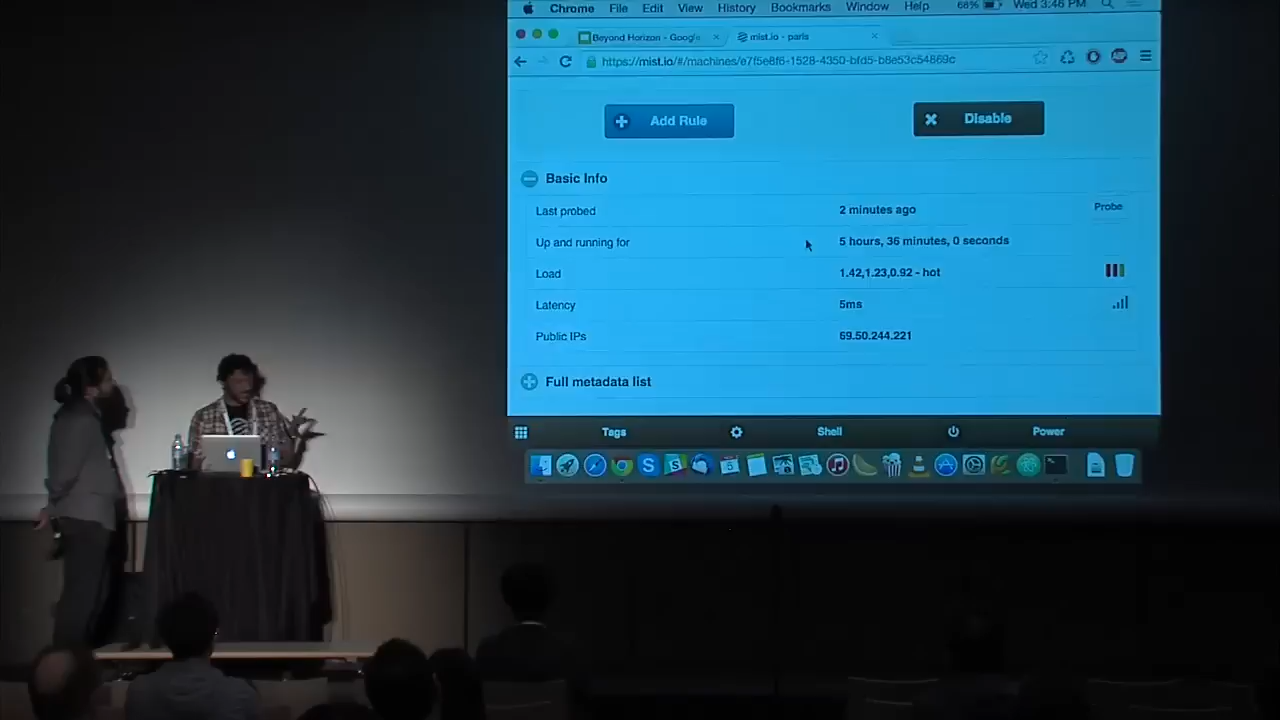 Chrome File Edit View History Bookmarks Window Help 68% Wed 3:46 PM
Beyond Horizon - Google mist.io - paris
https://mist.io/#/machines/e7f5e8f6-1528-4350-bfd5-b8e53c54869c
Add Rule Disable
Basic Info
Last probed 2 minutes ago Probe
Up and running for 5 hours, 36 minutes, 0 seconds
Load 1.42,1.23,0.92 - hot
Latency 5ms
Public IPs 69.50.244.221
Full metadata list
Tags Shell Power